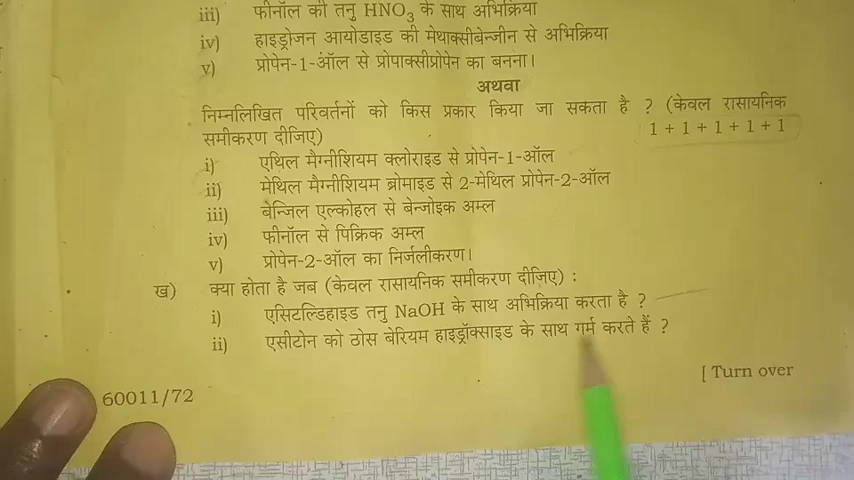 iii) फीनॉल की तनु HNO3 के साथ अभिक्रिया
iv) हाइड्रोजन आयोडाइड की मेथाक्सीबेन्जीन से अभिक्रिया
v) प्रोपेन-1-ऑल से प्रोपाक्सीप्रोपेन का बनना।
अथवा
निम्नलिखित परिवर्तनों को किस प्रकार किया जा सकता है ? (केवल रासायनिक
समीकरण दीजिए) 1 + 1 + 1 + 1 + 1
i) एथिल मैग्नीशियम क्लोराइड से प्रोपेन-1-ऑल
ii) मेथिल मैग्नीशियम ब्रोमाइड से 2-मेथिल प्रोपेन-2-ऑल
iii) बेन्जिल एल्कोहल से बेन्जोइक अम्ल
iv) फीनॉल से पिक्रिक अम्ल
v) प्रोपेन-2-ऑल का निर्जलीकरण।
ख) क्या होता है जब (केवल रासायनिक समीकरण दीजिए) :
i) एसिटल्डिहाइड तनु NaOH के साथ अभिक्रिया करता है ?
ii) एसीटोन को ठोस बेरियम हाइड्रॉक्साइड के साथ गर्म करते हैं ?
[ Turn over
60011/72